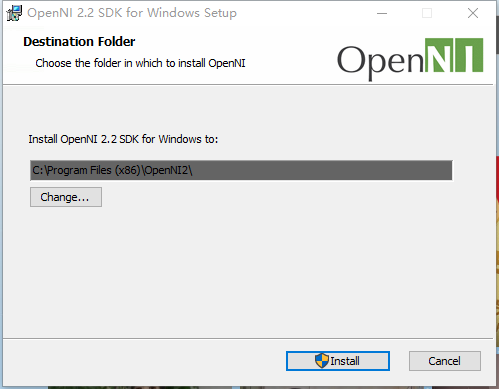 OpenNI 2.2 SDK for Windows Setup
Destination Folder
Choose the folder in which to install OpenNI
OpenNI
Install OpenNI 2.2 SDK for Windows to:
C:\Program Files (x86)\OpenNI2\
Change...
Install
Cancel